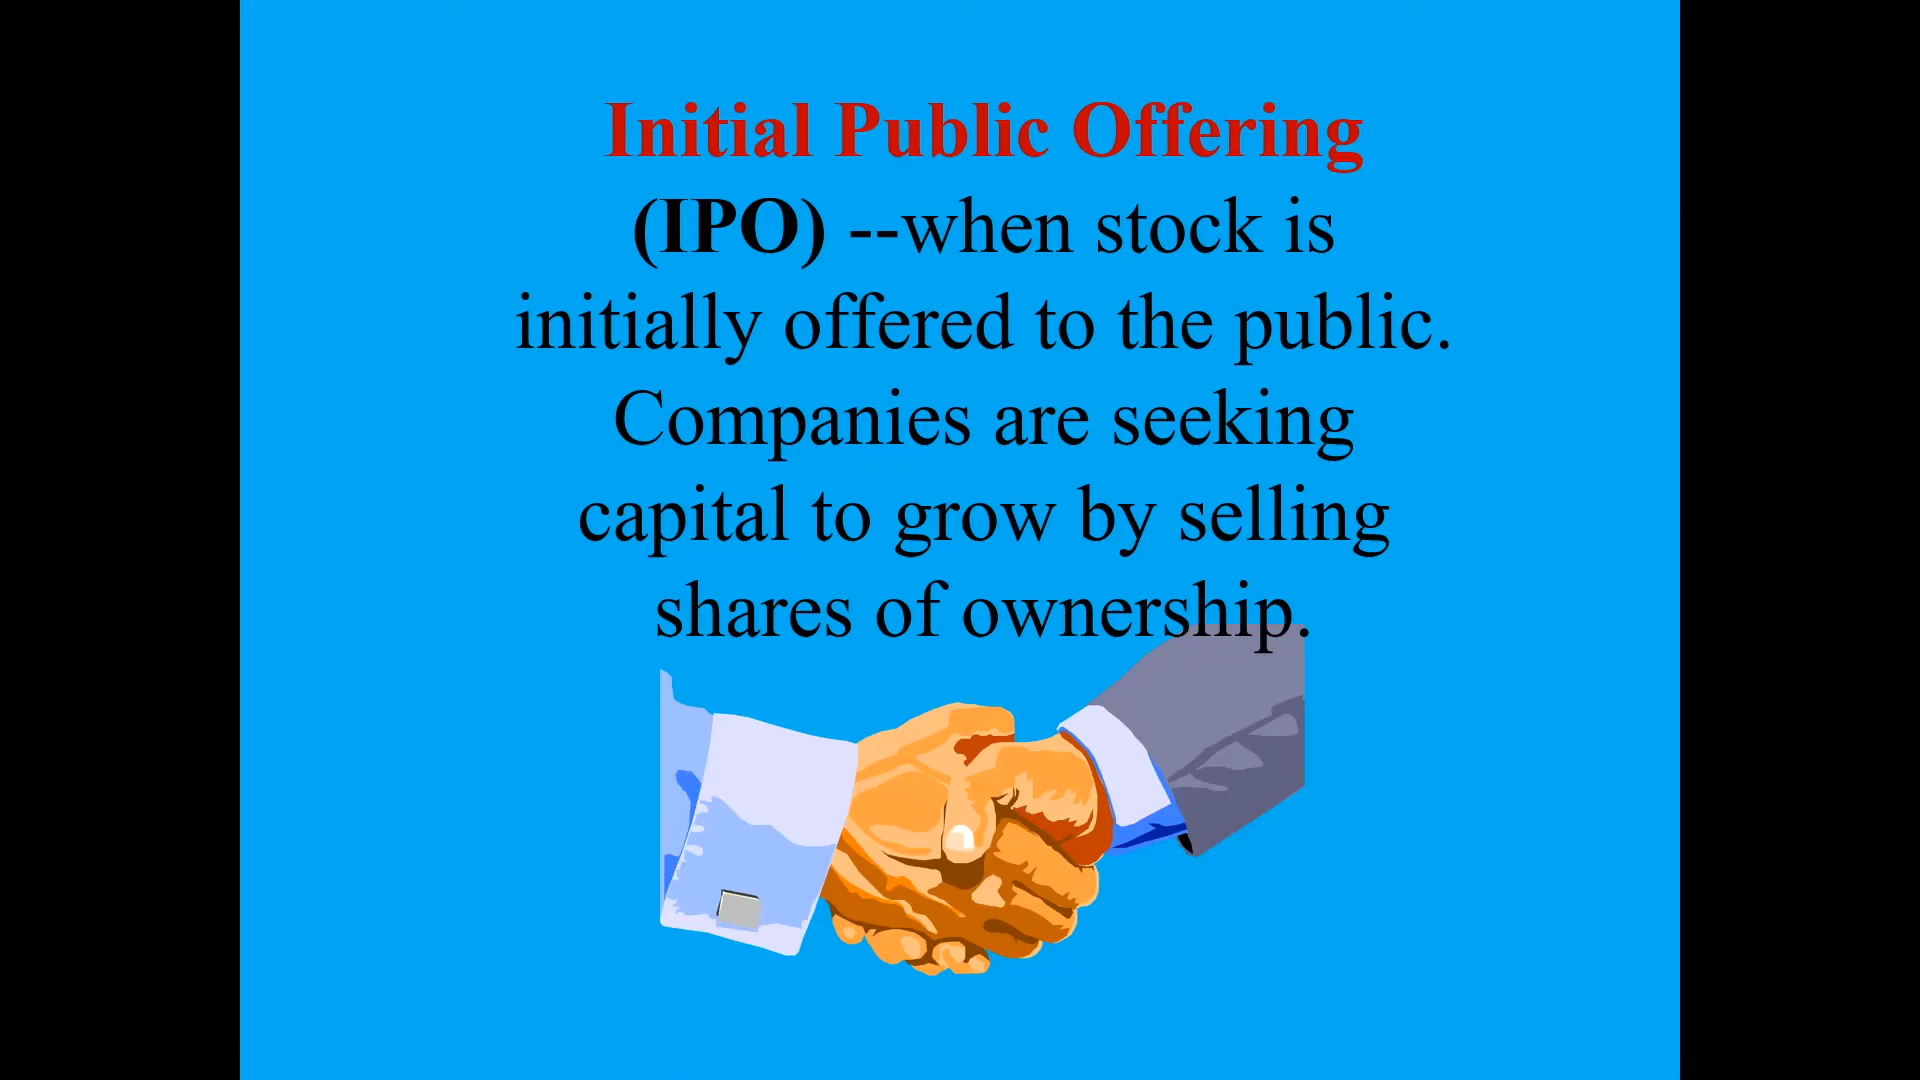 Initial Public Offering
(IPO) --when stock is
initially offered to the public.
Companies are seeking
capital to grow by selling
shares of ownership.